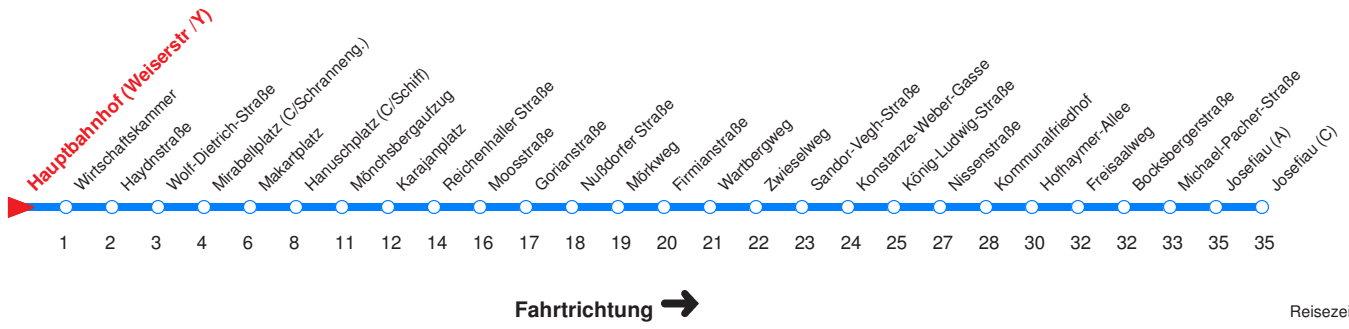 Hauptbahnhof (Weiserstr /Y)
Wirtschaftskammer
Haydnstraße
Wolf-Dietrich-Straße
Mirabellplatz (C/Schranneng.)
Makartplatz
Hanuschplatz (C/Schiff)
Mönchsbergaufzug
Karajanplatz
Reichenhaller Straße
Moosstraße
Gorianstraße
Nußdorfer Straße
Mörkweg
Firmianstraße
Wartbergweg
Zwieselweg
Sandor-Vegh-Straße
Konstanze-Weber-Gasse
König-Ludwig-Straße
Nissenstraße
Kommunalfriedhof
Hofhaymer-Allee
Freisaalweg
Bocksbergerstraße
Michael-Pacher-Straße
Josefiau (A)
Josefiau (C)
1 2 3 4 6 8 11 12 14 16 17 18 19 20 21 22 23 24 25 27 28 30 32 32 33 35 35
Fahrtrichtung
Reisezei